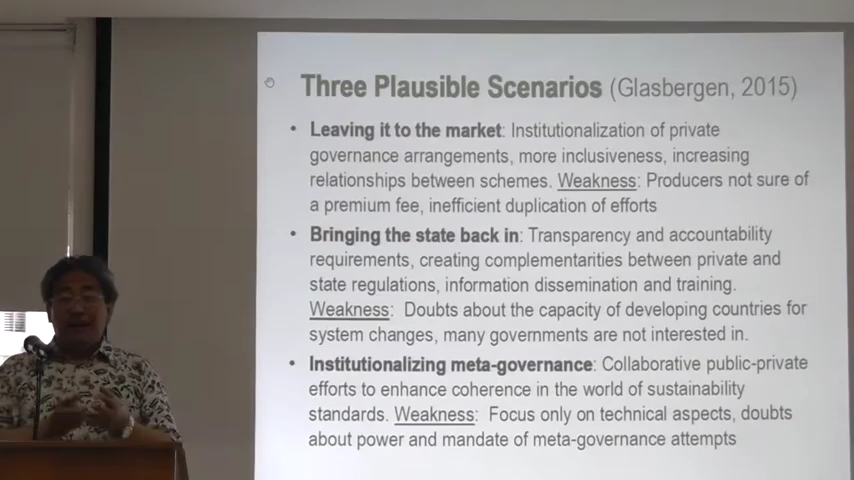 Three Plausible Scenarios (Glasbergen, 2015)
• Leaving it to the market: Institutionalization of private
governance arrangements, more inclusiveness, increasing
relationships between schemes. Weakness: Producers not sure of
a premium fee, inefficient duplication of efforts
• Bringing the state back in: Transparency and accountability
requirements, creating complementarities between private and
state regulations, information dissemination and training.
Weakness: Doubts about the capacity of developing countries for
system changes, many governments are not interested in.
• Institutionalizing meta-governance: Collaborative public-private
efforts to enhance coherence in the world of sustainability
standards. Weakness: Focus only on technical aspects, doubts
about power and mandate of meta-governance attempts